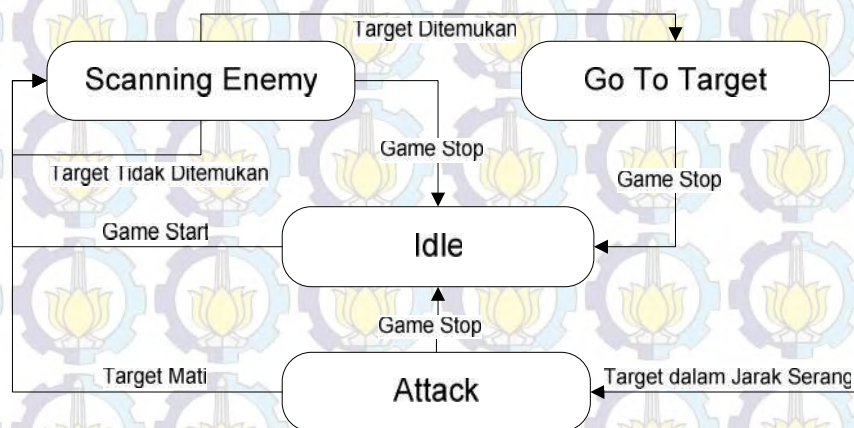 Target Ditemukan
Scanning Enemy
Go To Target
Game Stop
Target Tidak Ditemukan
Game Stop
Game Start
Idle
Game Stop
Target Mati
Attack
Target dalam Jarak Serang